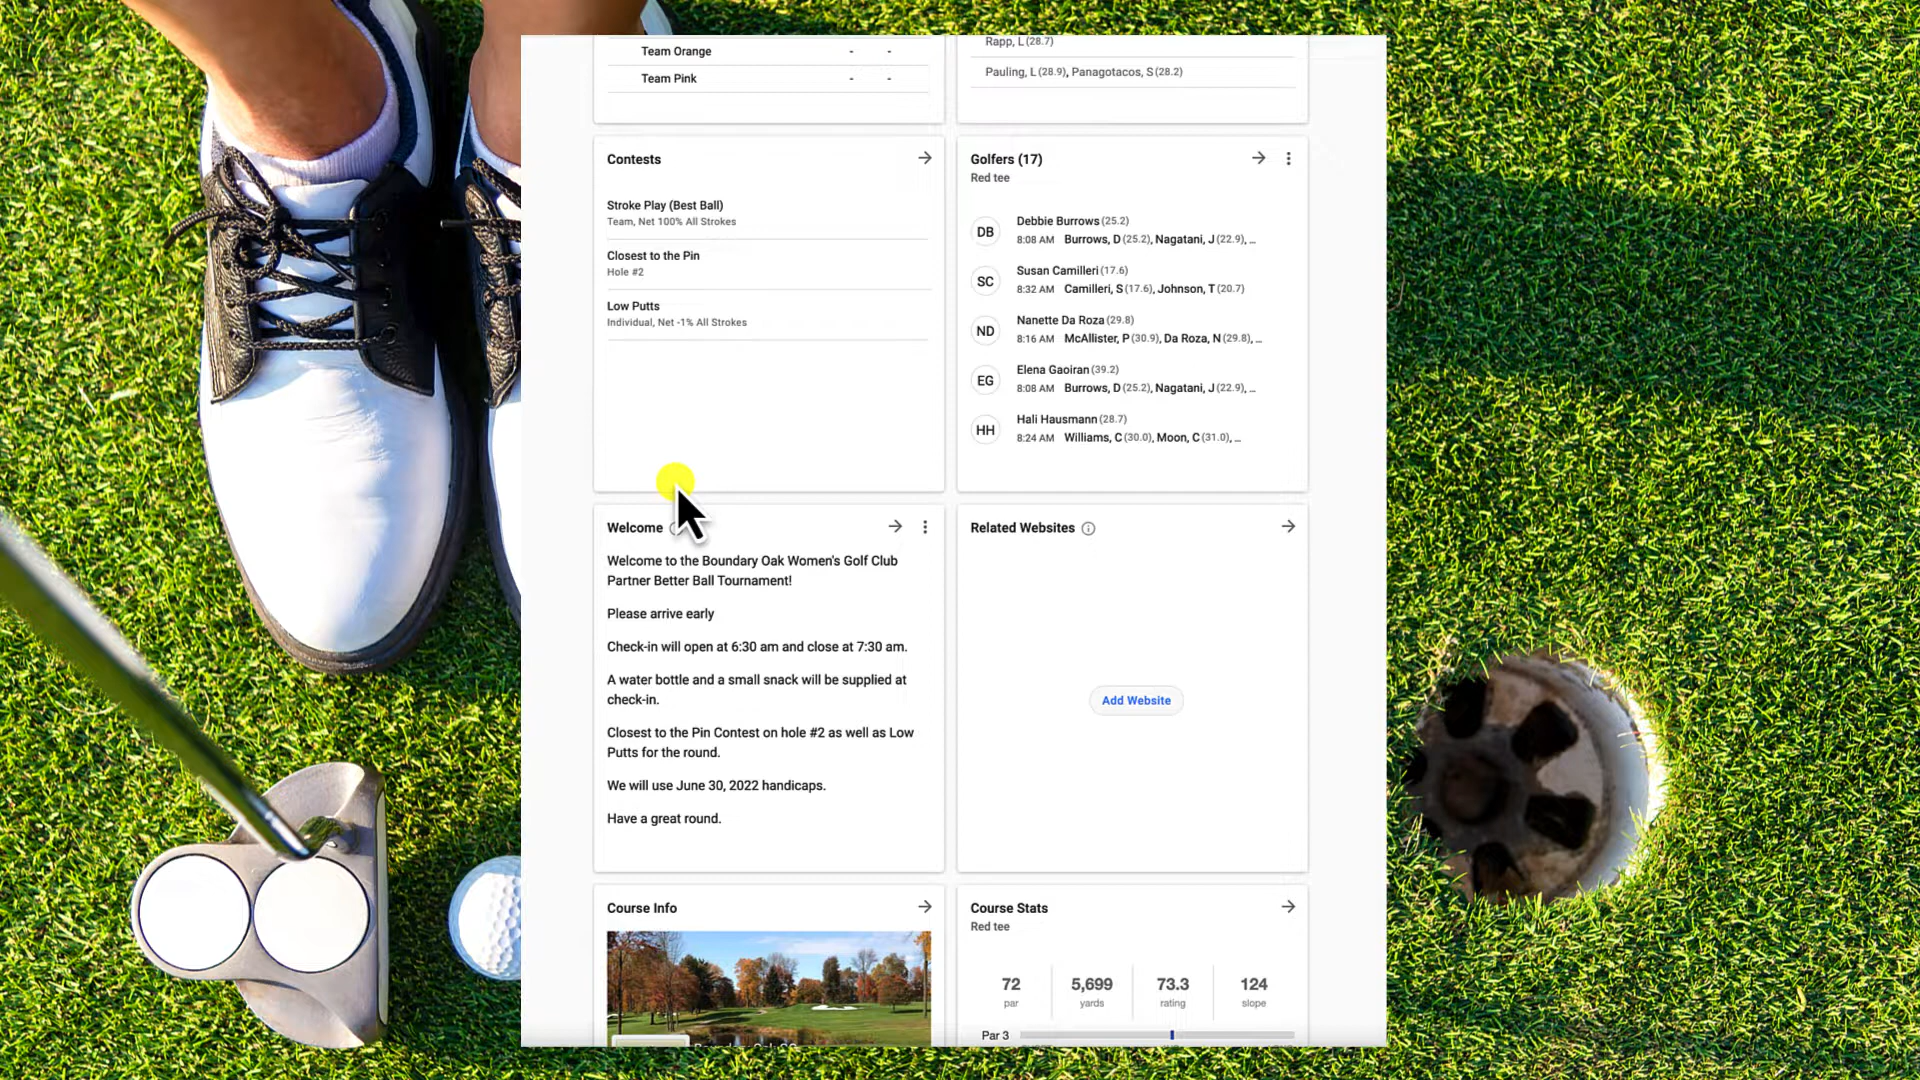 Team Orange - -
Team Pink - -
Rapp, L (28.7)
Pauling, L (28.9), Panagotacos, S (28.2)
Contests
Stroke Play (Best Ball)
Team, Net 100% All Strokes
Closest to the Pin
Hole #2
Low Putts
Individual, Net -1% All Strokes
Golfers (17)
Red tee
DB
Debbie Burrows (25.2)
8:08 AM Burrows, D (25.2), Nagatani, J (22.9), ...
SC
Susan Camilleri (17.6)
8:32 AM Camilleri, S (17.6), Johnson, T (20.7)
ND
Nanette Da Roza (29.8)
8:16 AM McAllister, P (30.9), Da Roza, N (29.8), ...
EG
Elena Gaoiran (39.2)
8:08 AM Burrows, D (25.2), Nagatani, J (22.9), ...
HH
Hali Hausmann (28.7)
8:24 AM Williams, C (30.0), Moon, C (31.0), ...
Welcome
Welcome to the Boundary Oak Women's Golf Club
Partner Better Ball Tournament!
Please arrive early
Check-in will open at 6:30 am and close at 7:30 am.
A water bottle and a small snack will be supplied at
check-in.
Closest to the Pin Contest on hole #2 as well as Low
Putts for the round.
We will use June 30, 2022 handicaps.
Have a great round.
Related Websites
Add Website
Course Info
Course Stats
Red tee
72 5,699 73.3 124
par yards rating slope
Par 3